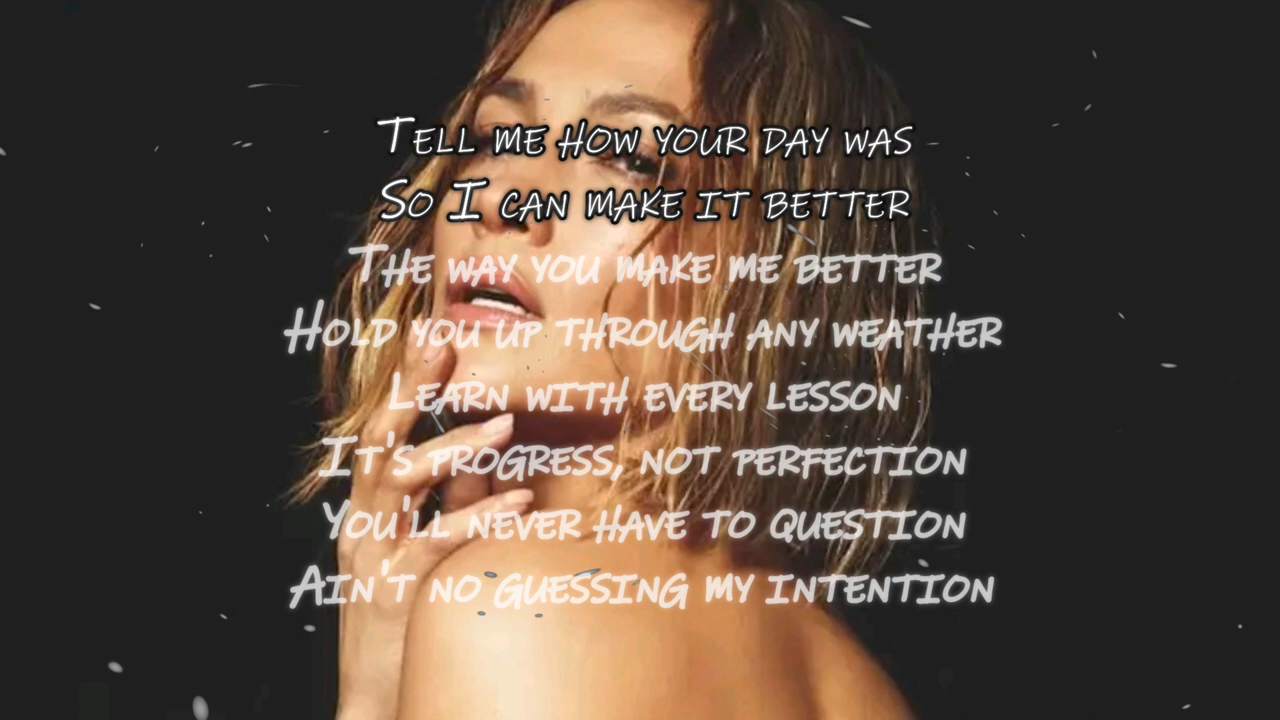 Tell me how your day was
So I can make it better
The way you make me better
Hold you up through any weather
Learn with every lesson
It's progress, not perfection
You'll never have to question
Ain't no guessing my intention